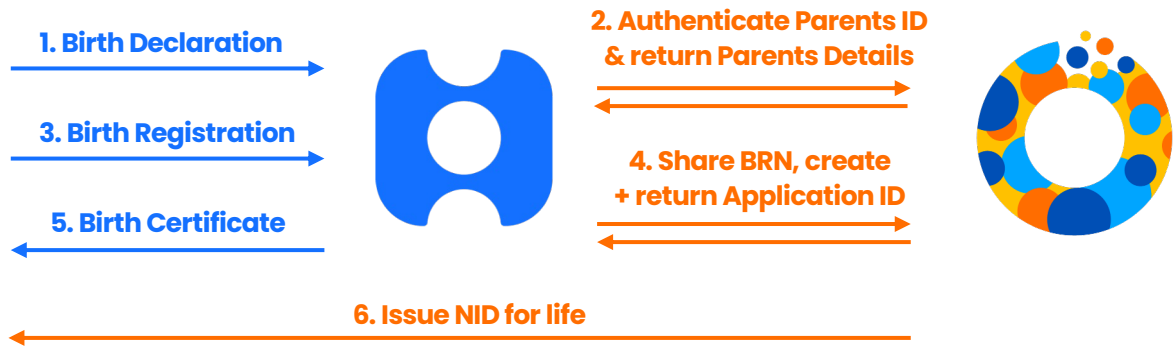 1. Birth Declaration
2. Authenticate Parents ID
& return Parents Details
3. Birth Registration
4. Share BRN, create
+ return Application ID
5. Birth Certificate
6. Issue NID for life